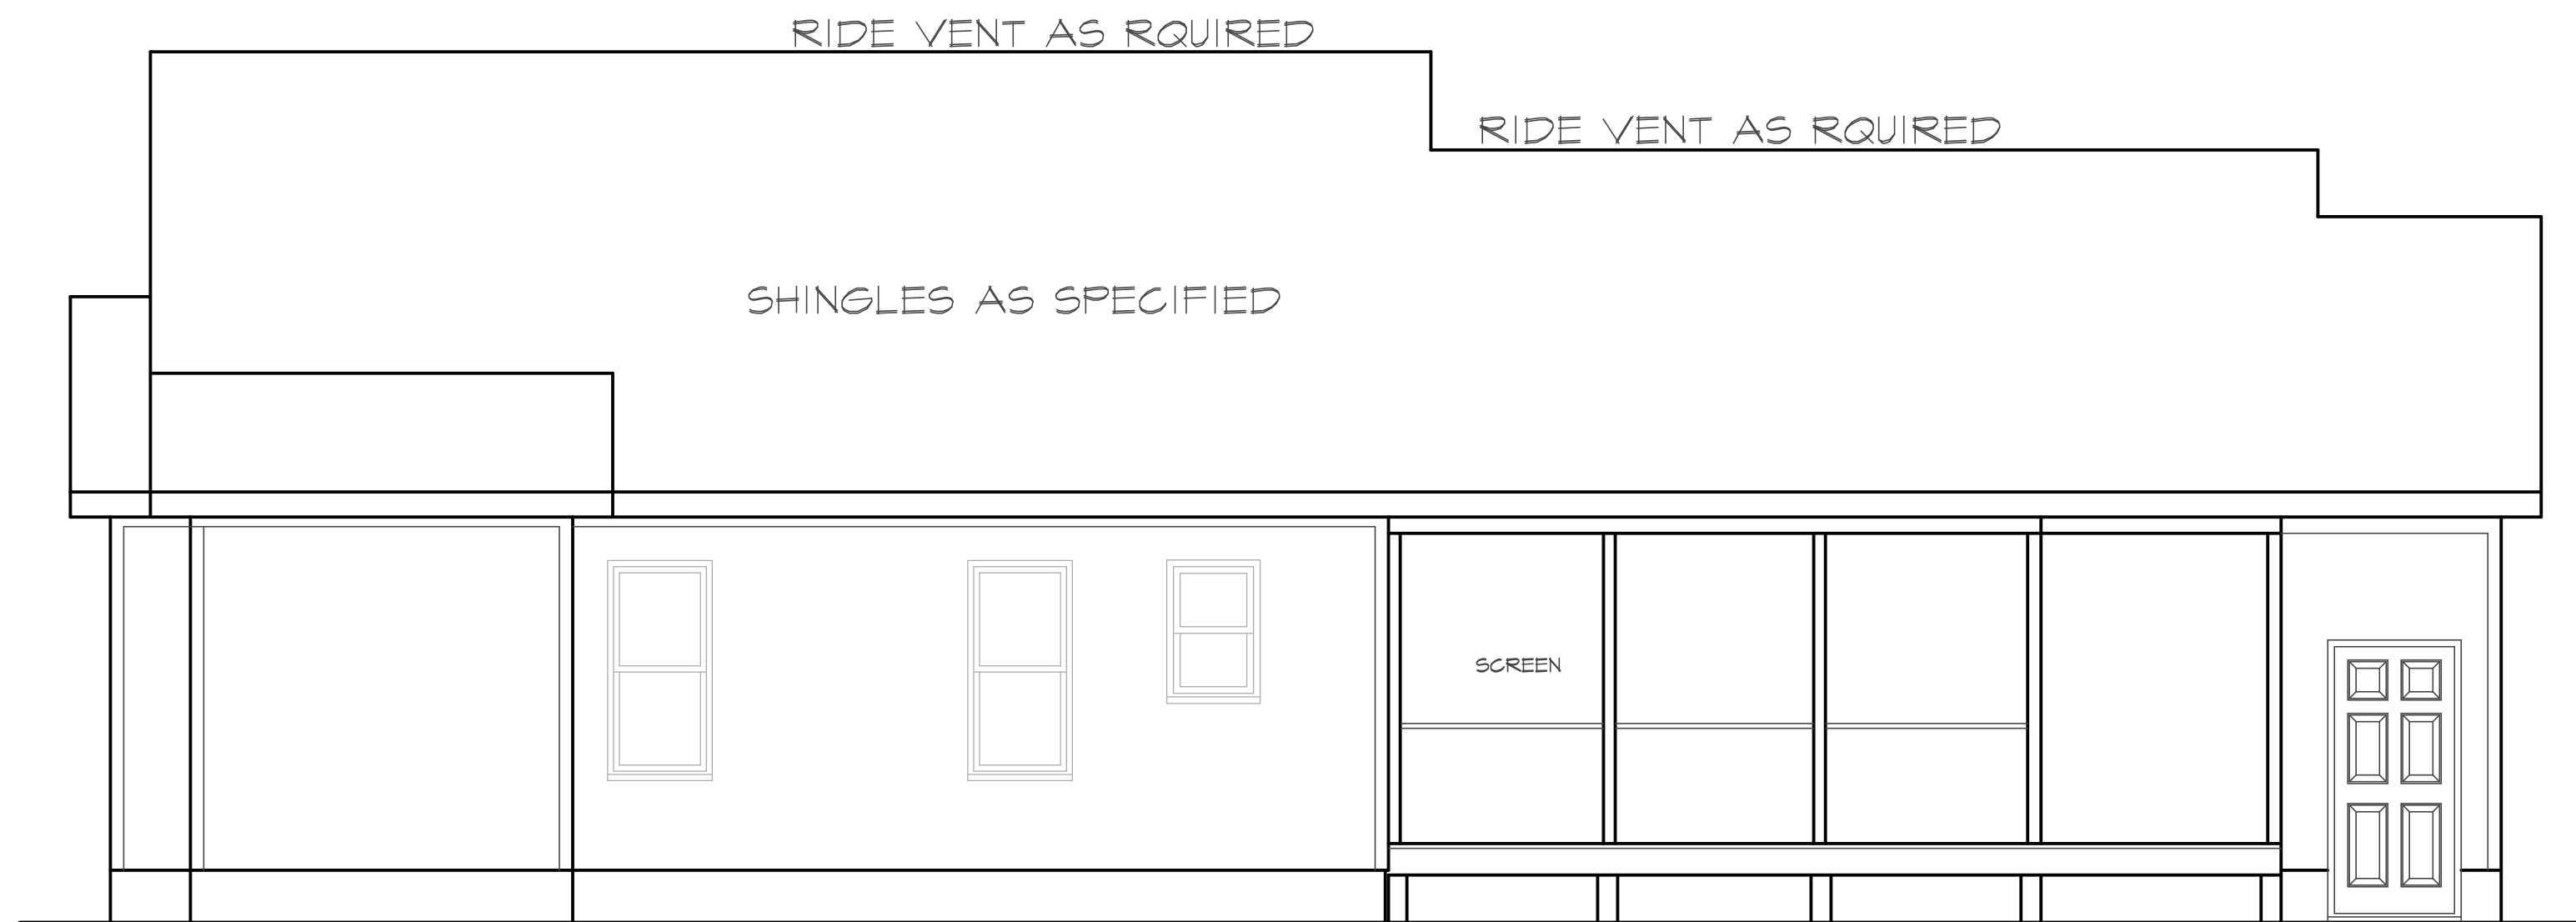 RIDE VENT AS RQUIRED
RIDE VENT AS RQUIRED
SHINGLES AS SPECIFIED
SCREEN